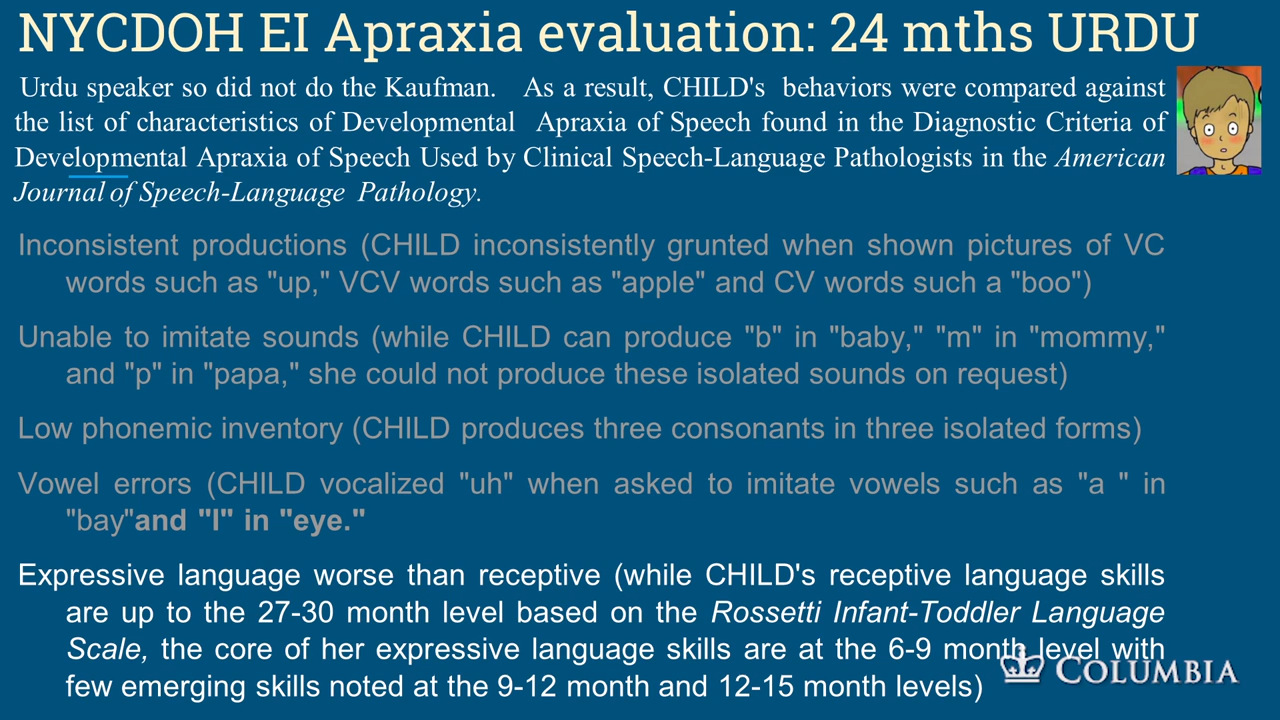 NYCDOH EI Apraxia evaluation: 24 mths URDU
Urdu speaker so did not do the Kaufman. As a result, CHILD's behaviors were compared against
the list of characteristics of Developmental Apraxia of Speech found in the Diagnostic Criteria of
Developmental Apraxia of Speech Used by Clinical Speech-Language Pathologists in the American
Journal of Speech-Language Pathology.
Inconsistent productions (CHILD inconsistently grunted when shown pictures of VC
words such as "up," VCV words such as "apple" and CV words such a "boo")
Unable to imitate sounds (while CHILD can produce "b" in "baby," "m" in "mommy,"
and "p" in "papa," she could not produce these isolated sounds on request)
Low phonemic inventory (CHILD produces three consonants in three isolated forms)
Vowel errors (CHILD vocalized "uh" when asked to imitate vowels such as "a " in
"bay"and "I" in "eye."
Expressive language worse than receptive (while CHILD's receptive language skills
are up to the 27-30 month level based on the Rossetti Infant-Toddler Language
Scale, the core of her expressive language skills are at the 6-9 month level with
few emerging skills noted at the 9-12 month and 12-15 month levels)
COLUMBIA